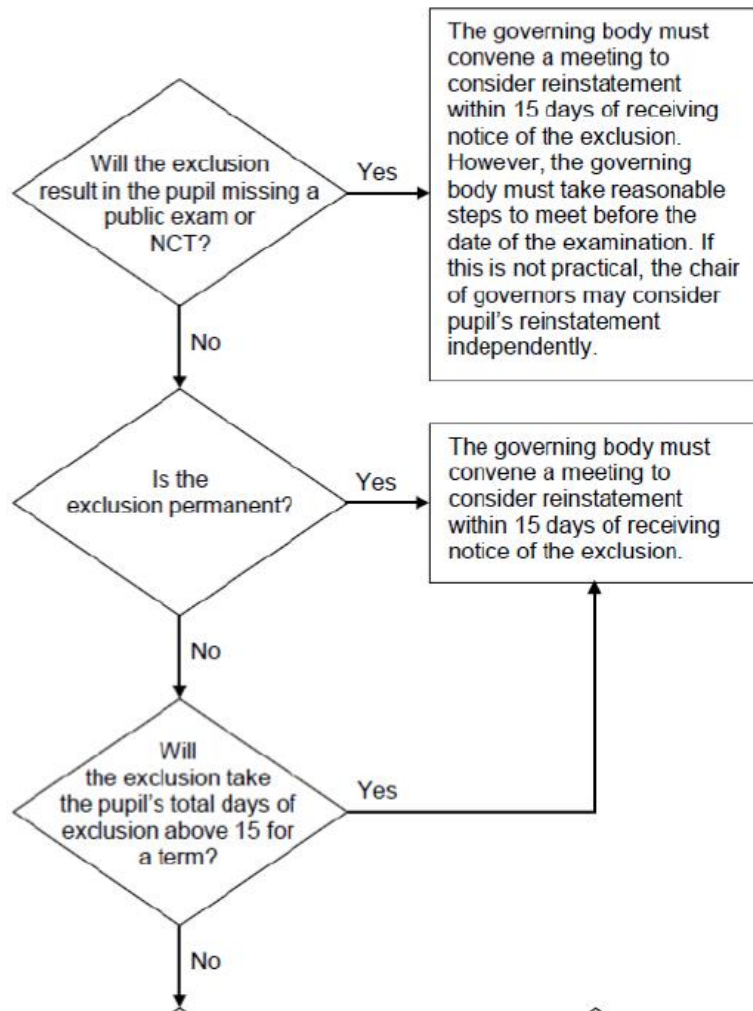 Will the exclusion
result in the pupil missing a
public exam or
NCT?
Yes
The governing body must
convene a meeting to
consider reinstatement
within 15 days of receiving
notice of the exclusion.
However, the governing
body must take reasonable
steps to meet before the
date of the examination. If
this is not practical, the chair
of governors may consider
pupil's reinstatement
independently.
No
Is the
exclusion permanent?
Yes
The governing body must
convene a meeting to
consider reinstatement
within 15 days of receiving
notice of the exclusion.
No
Will
the exclusion take
the pupil's total days of
exclusion above 15 for
a term?
Yes
No